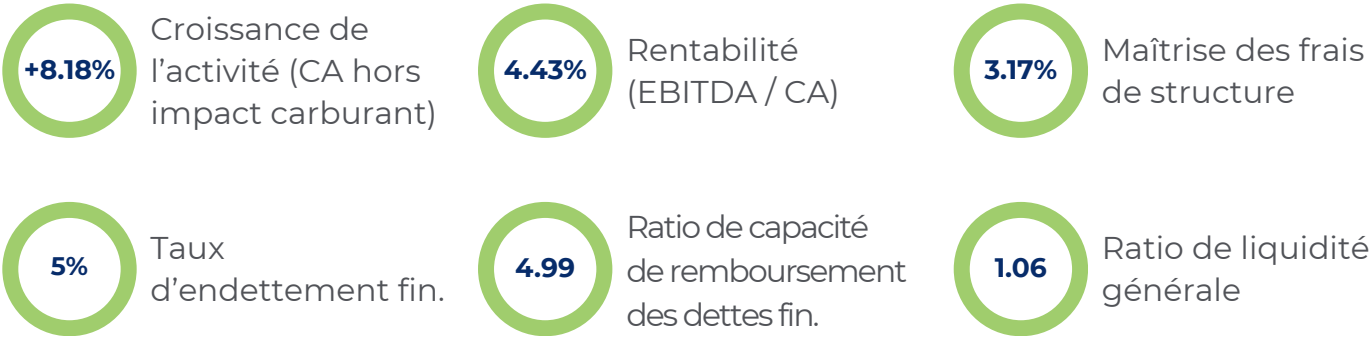 +8.18%
Croissance de
l’activité (CA hors
impact carburant)
4.43%
Rentabilité
(EBITDA / CA)
3.17%
Maîtrise des frais
de structure
5%
Taux
d’endettement fin.
4.99
Ratio de capacité
de remboursement
des dettes fin.
1.06
Ratio de liquidité
générale